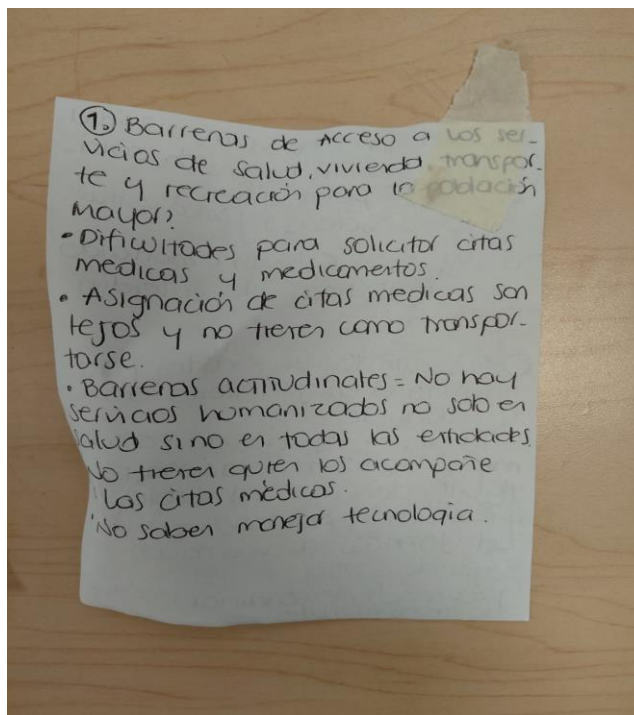 1. Barreras de Acceso a los ser-
vicios de salud, vivienda, transpor-
te y recreación para la población
mayor?
• Dificultades para solicitar citas
medicas y medicamentos.
• Asignación de citas medicas son
lejos y no tienen como transpor-
tarse.
• Barreras actitudinales = No hay
servicios humanizados no solo en
salud sino en todas las entidades
No tienen quien los acompañe
las citas médicas.
No saben manejar tecnologia.